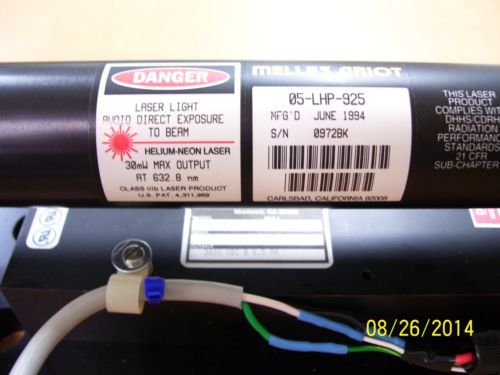 DANGER
LASER LIGHT
AVOID DIRECT EXPOSURE
TO BEAM
HELIUM-NEON LASER
30mW MAX OUTPUT
AT 632.8 nm
CLASS IIIb LASER PRODUCT
U.S. PAT. 4,311,969
MELLES GRIOT
05-LHP-925
MFG'D JUNE 1994
S/N 0972BK
CARLSBAD, CALIFORNIA 92008
THIS LASER
PRODUCT
COMPLIES WITH
DHHS/CDRH
RADIATION
PERFORMANCE
STANDARDS
21 CFR
SUB-CHAPTER
08/26/2014